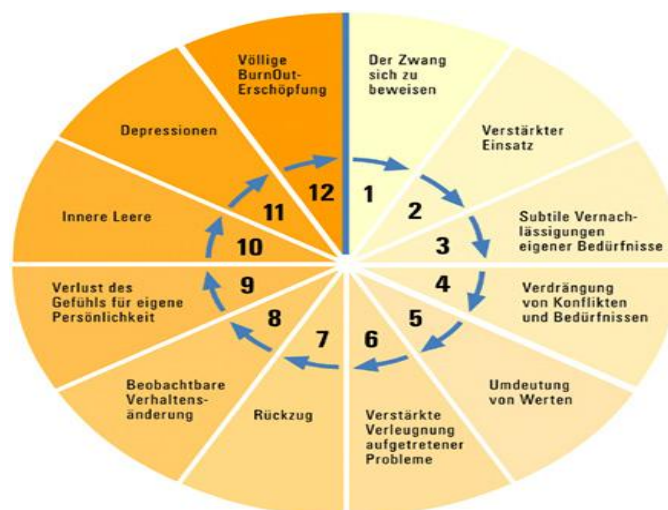 Der Zwang
sich zu
beweisen
1
Verstärkter
Einsatz
2
Subtile Vernach-
lässigungen
eigener Bedürfnisse
3
Verdrängung
von Konflikten
und Bedürfnissen
4
Umdeutung
von Werten
5
Verstärkte
Verleugnung
aufgetretener
Probleme
6
Rückzug
7
Beobachtbare
Verhaltens-
änderung
8
Verlust des
Gefühls für eigene
Persönlichkeit
9
Innere Leere
10
Depressionen
11
Völlige
BurnOut-
Erschöpfung
12